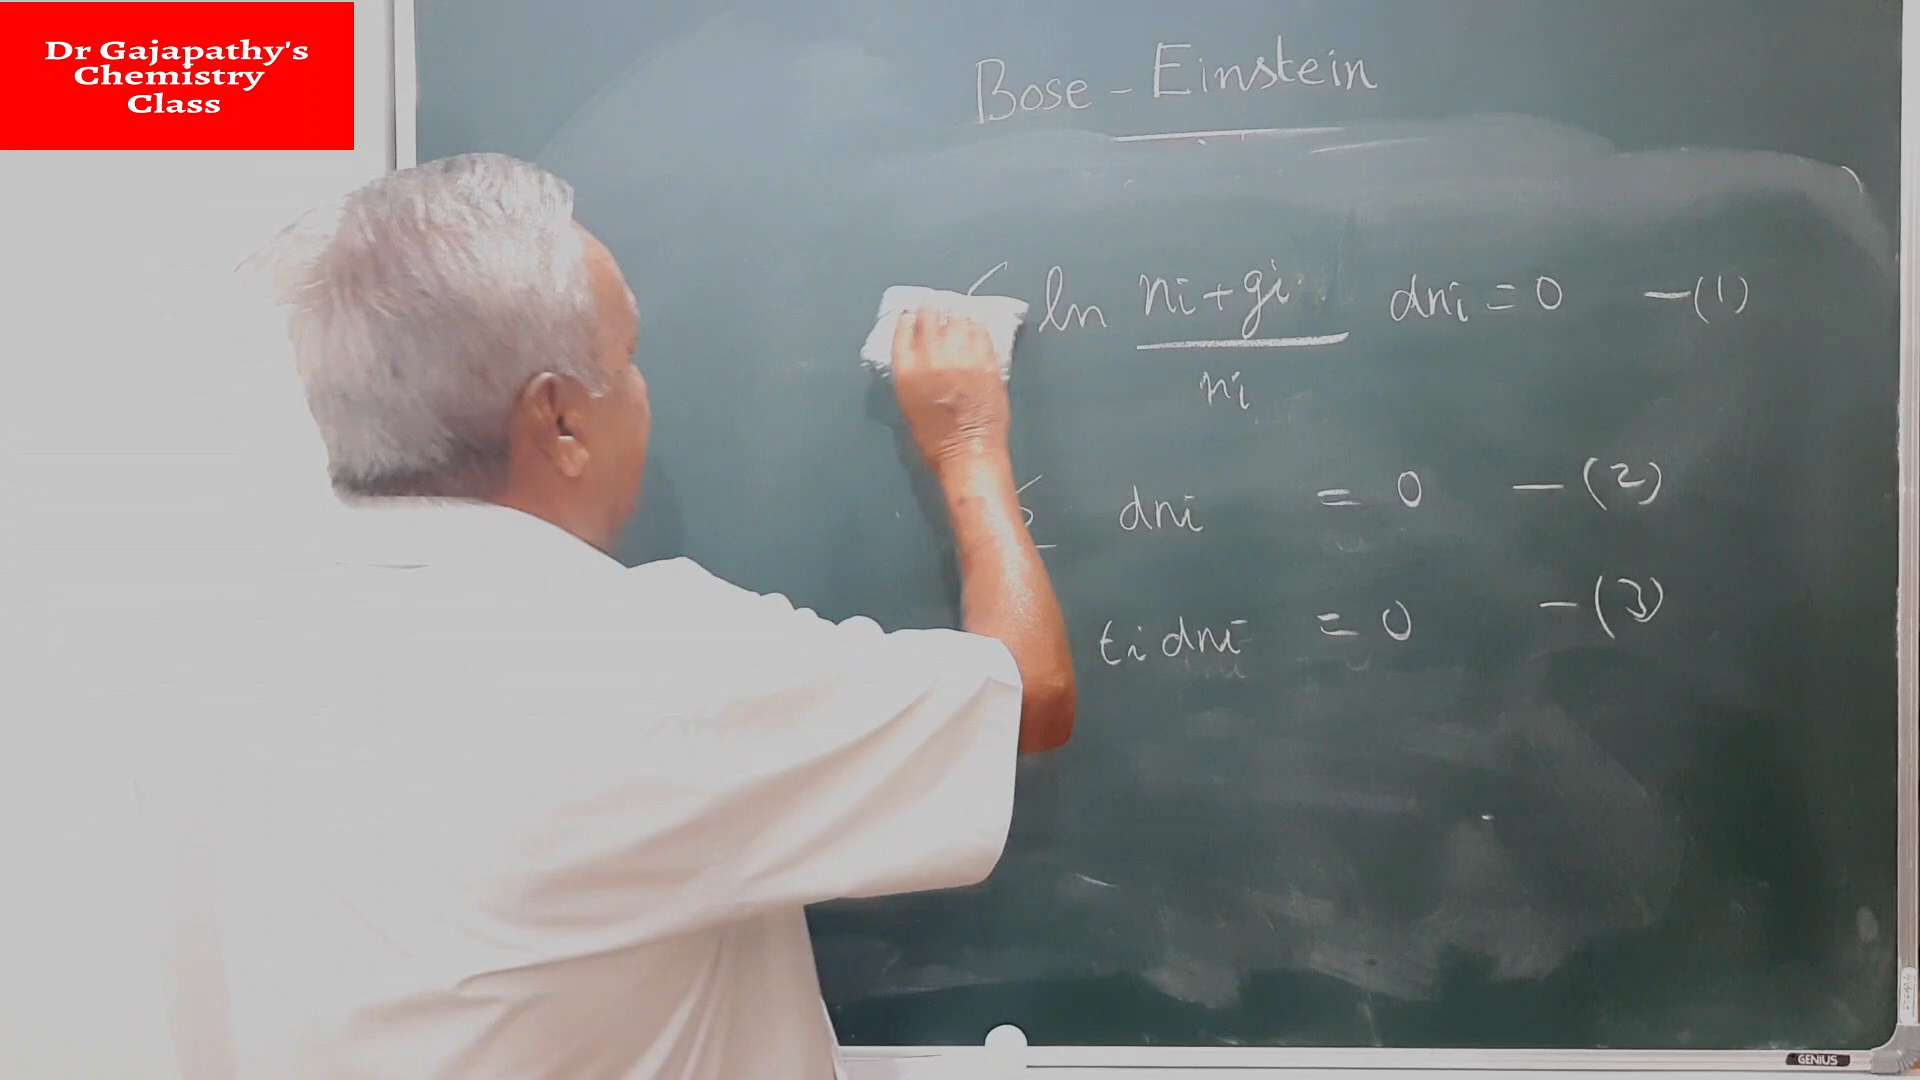 Dr Gajapathy's
Chemistry
Class
Bose - Einstein
ln ni+gi dni = 0 -(1)
ni
dni = 0 -(2)
εi dni = 0 -(3)
GENIUS